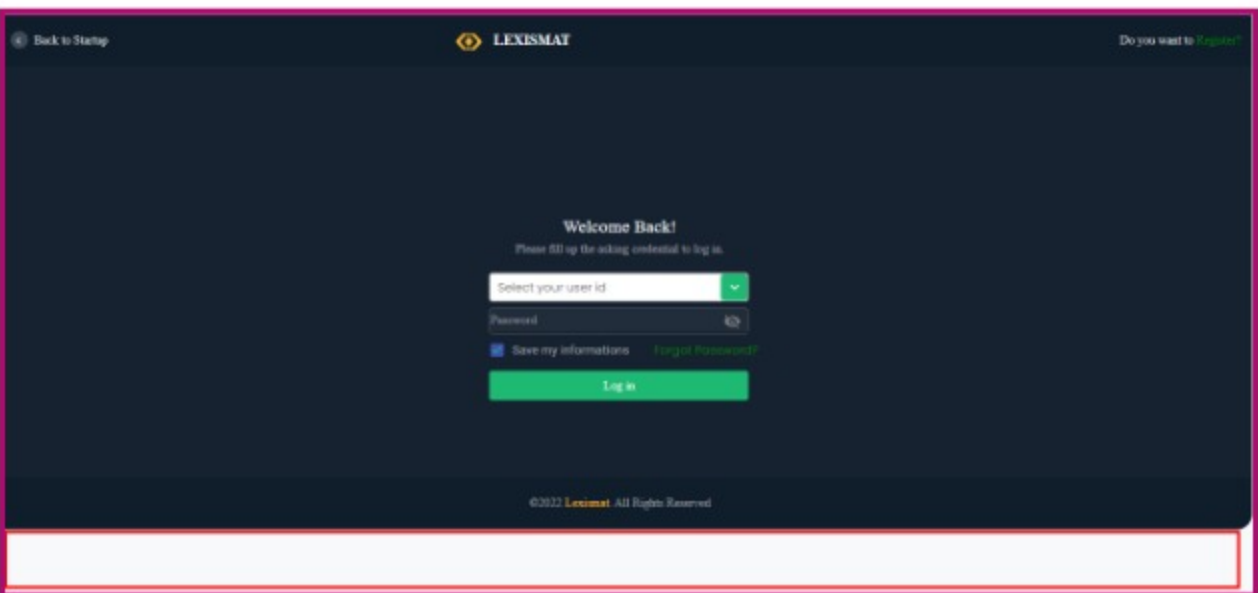 Back to Startup
LEXISMAT
Do you want to Register?
Welcome Back!
Please fill up the asking credential to log in.
Select your user id
Password
Save my informations
Forgot Password?
Log in
©2022 Lexismat. All Rights Reserved